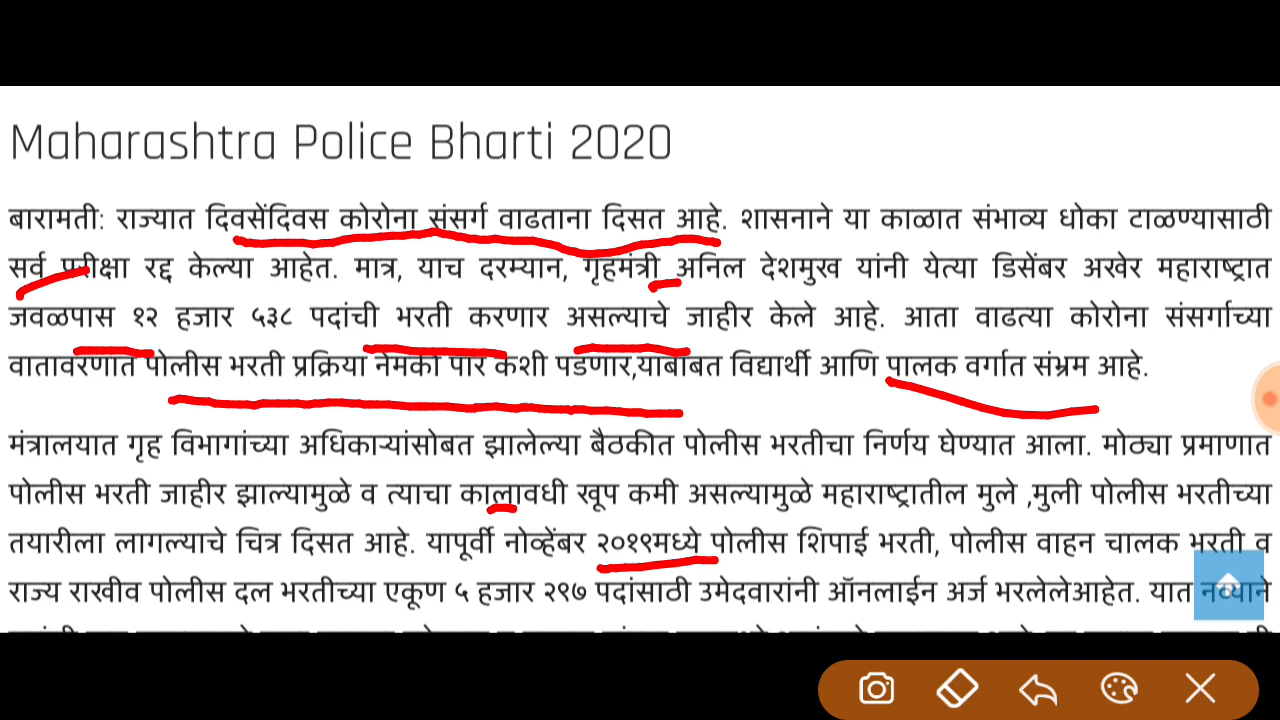 Maharashtra Police Bharti 2020
बारामती: राज्यात दिवसेंदिवस कोरोना संसर्ग वाढताना दिसत आहे. शासनाने या काळात संभाव्य धोका टाळण्यासाठी
सर्व परीक्षा रद्द केल्या आहेत. मात्र, याच दरम्यान, गृहमंत्री अनिल देशमुख यांनी येत्या डिसेंबर अखेर महाराष्ट्रात
जवळपास १२ हजार ५३८ पदांची भरती करणार असल्याचे जाहीर केले आहे. आता वाढत्या कोरोना संसर्गाच्या
वातावरणात पोलीस भरती प्रक्रिया नेमकी पार कशी पडणार,याबाबत विद्यार्थी आणि पालक वर्गात संभ्रम आहे.
मंत्रालयात गृह विभागांच्या अधिकाऱ्यांसोबत झालेल्या बैठकीत पोलीस भरतीचा निर्णय घेण्यात आला. मोठ्या प्रमाणात
पोलीस भरती जाहीर झाल्यामुळे व त्याचा कालावधी खूप कमी असल्यामुळे महाराष्ट्रातील मुले ,मुली पोलीस भरतीच्या
तयारीला लागल्याचे चित्र दिसत आहे. यापूर्वी नोव्हेंबर २०१९मध्ये पोलीस शिपाई भरती, पोलीस वाहन चालक भरती व
राज्य राखीव पोलीस दल भरतीच्या एकूण ५ हजार २९७ पदांसाठी उमेदवारांनी ऑनलाईन अर्ज भरलेलेआहेत. यात नव्याने